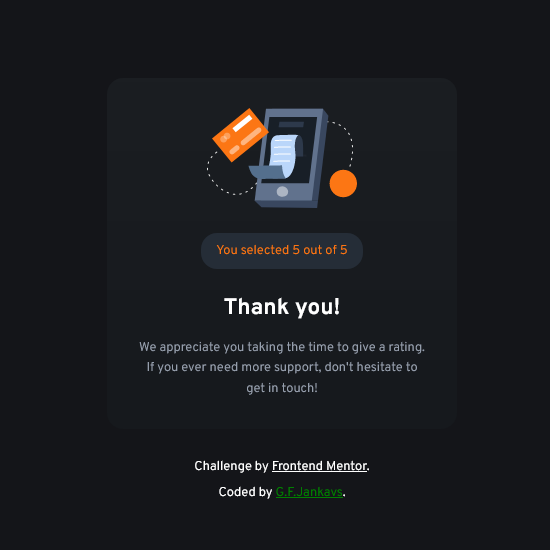 You selected 5 out of 5
Thank you!
We appreciate you taking the time to give a rating.
If you ever need more support, don't hesitate to
get in touch!
Challenge by Frontend Mentor.
Coded by G.F.Jankavs.